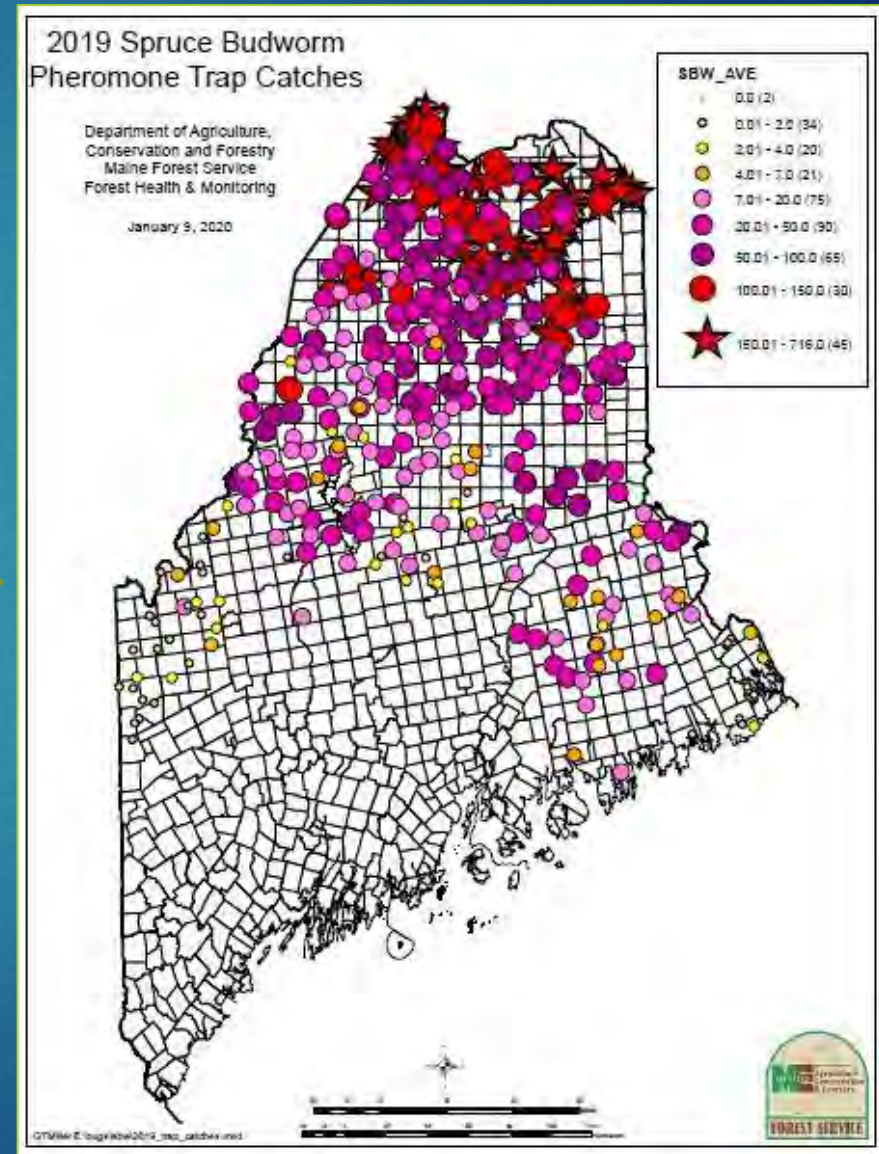 2019 Spruce Budworm
Pheromone Trap Catches
Department of Agriculture,
Conservation and Forestry
Maine Forest Service
Forest Health & Monitoring
January 9, 2020
SBW_AVE
0.0 (2)
0.01 - 2.0 (34)
2.01 - 4.0 (20)
4.01 - 7.0 (21)
7.01 - 20.0 (75)
20.01 - 50.0 (90)
50.01 - 100.0 (65)
100.01 - 150.0 (30)
150.01 - 716.0 (45)
Agriculture
Conservation
& Forestry
FOREST SERVICE